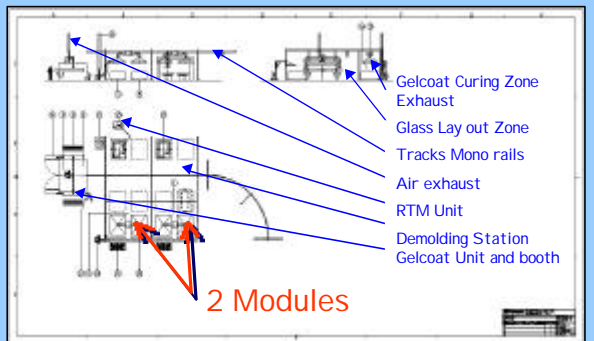 Gelcoat Curing Zone
Exhaust
Glass Lay out Zone
Tracks Mono rails
Air exhaust
RTM Unit
Demolding Station
Gelcoat Unit and booth
2 Modules